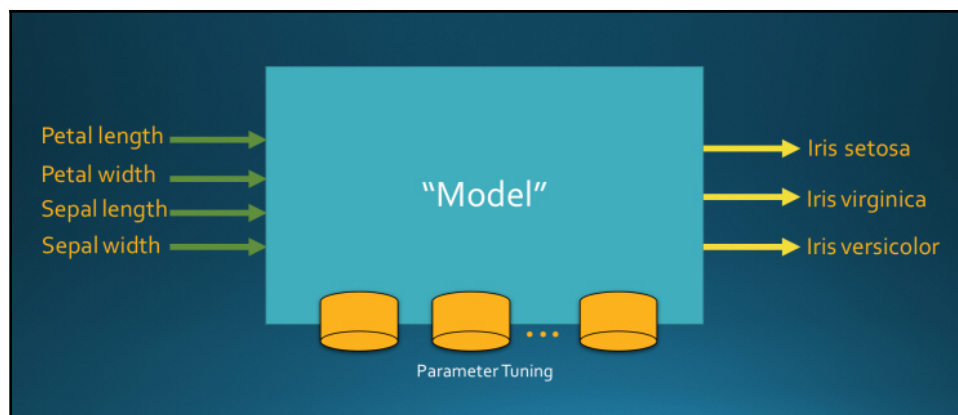 Petal length
Petal width
Sepal length
Sepal width
“Model”
Iris setosa
Iris virginica
Iris versicolor
...
Parameter Tuning